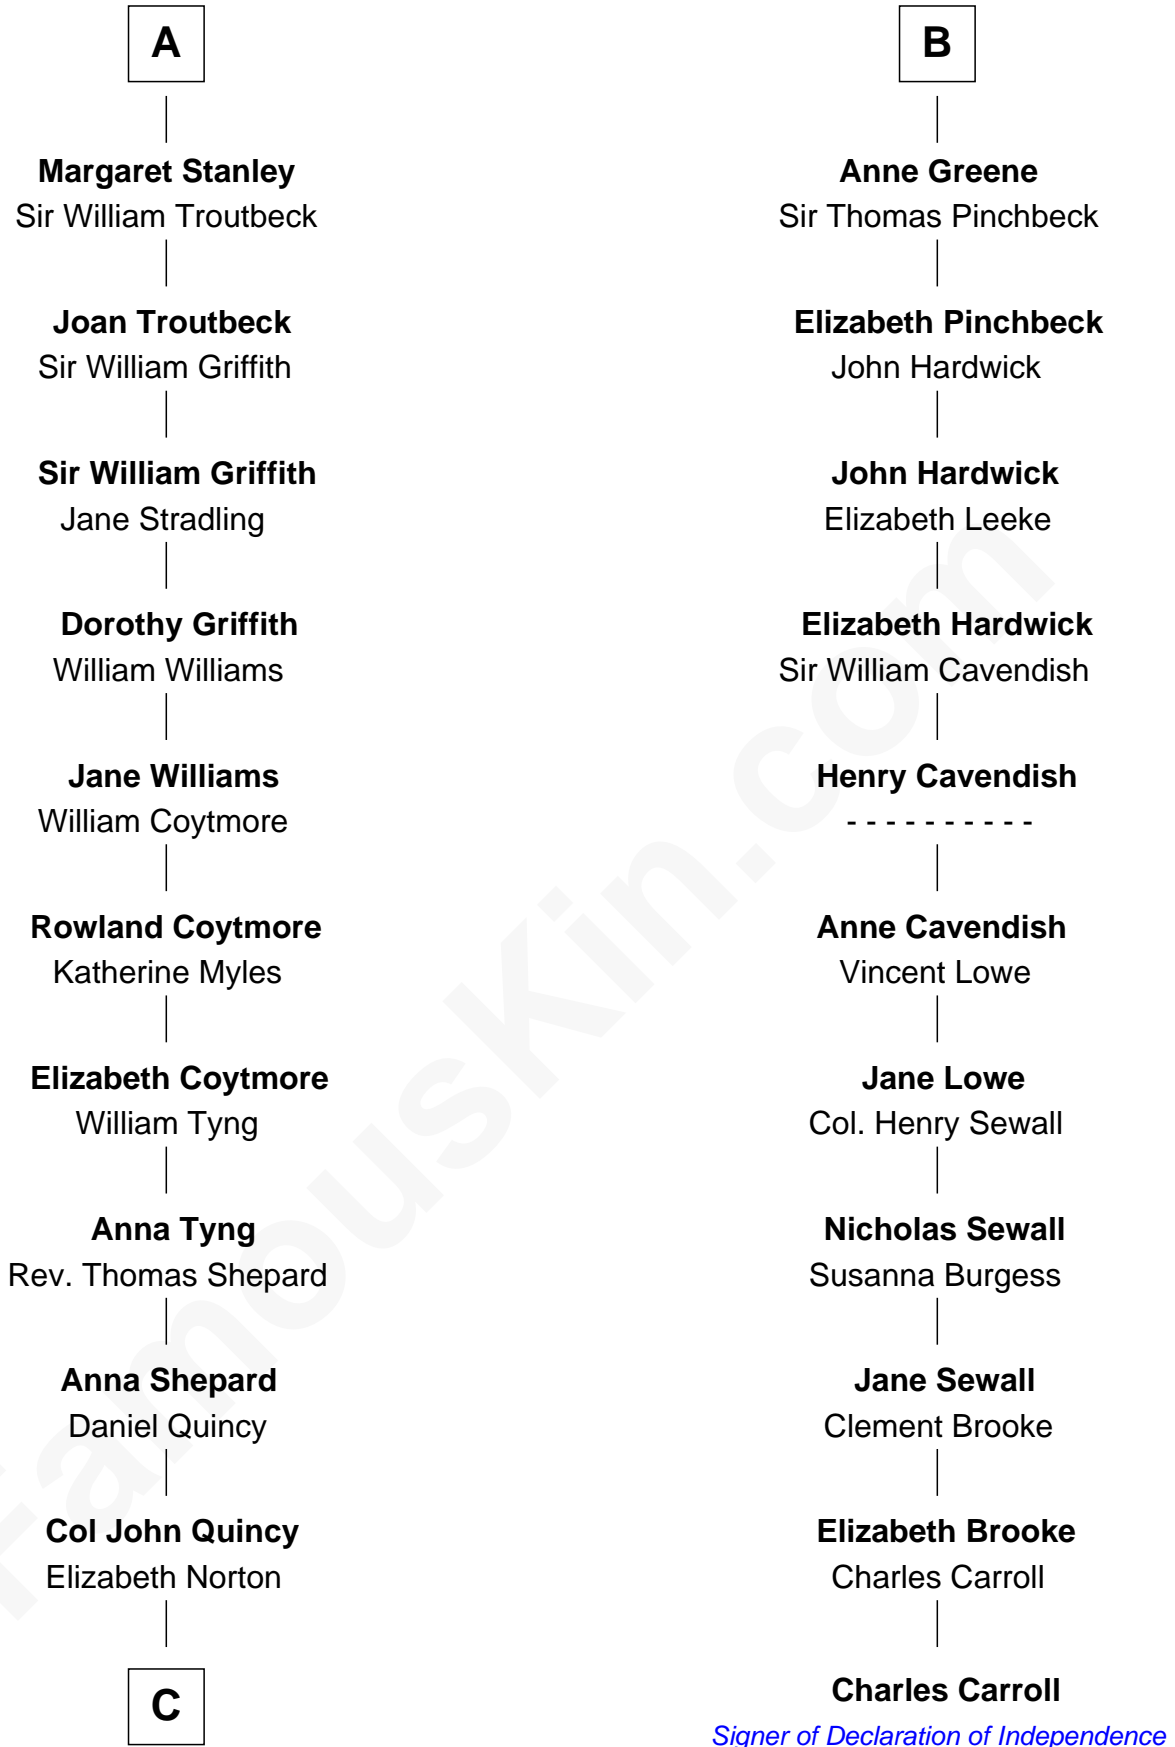 A
Margaret Stanley
Sir William Troutbeck
Joan Troutbeck
Sir William Griffith
Sir William Griffith
Jane Stradling
Dorothy Griffith
William Williams
Jane Williams
William Coytmore
Rowland Coytmore
Katherine Myles
Elizabeth Coytmore
William Tyng
Anna Tyng
Rev. Thomas Shepard
Anna Shepard
Daniel Quincy
Col John Quincy
Elizabeth Norton
C
B
Anne Greene
Sir Thomas Pinchbeck
Elizabeth Pinchbeck
John Hardwick
John Hardwick
Elizabeth Leeke
Elizabeth Hardwick
Sir William Cavendish
Henry Cavendish
- - - - - - - - - -
Anne Cavendish
Vincent Lowe
Jane Lowe
Col. Henry Sewall
Nicholas Sewall
Susanna Burgess
Jane Sewall
Clement Brooke
Elizabeth Brooke
Charles Carroll
Charles Carroll
Signer of Declaration of Independence
FamousKin.com